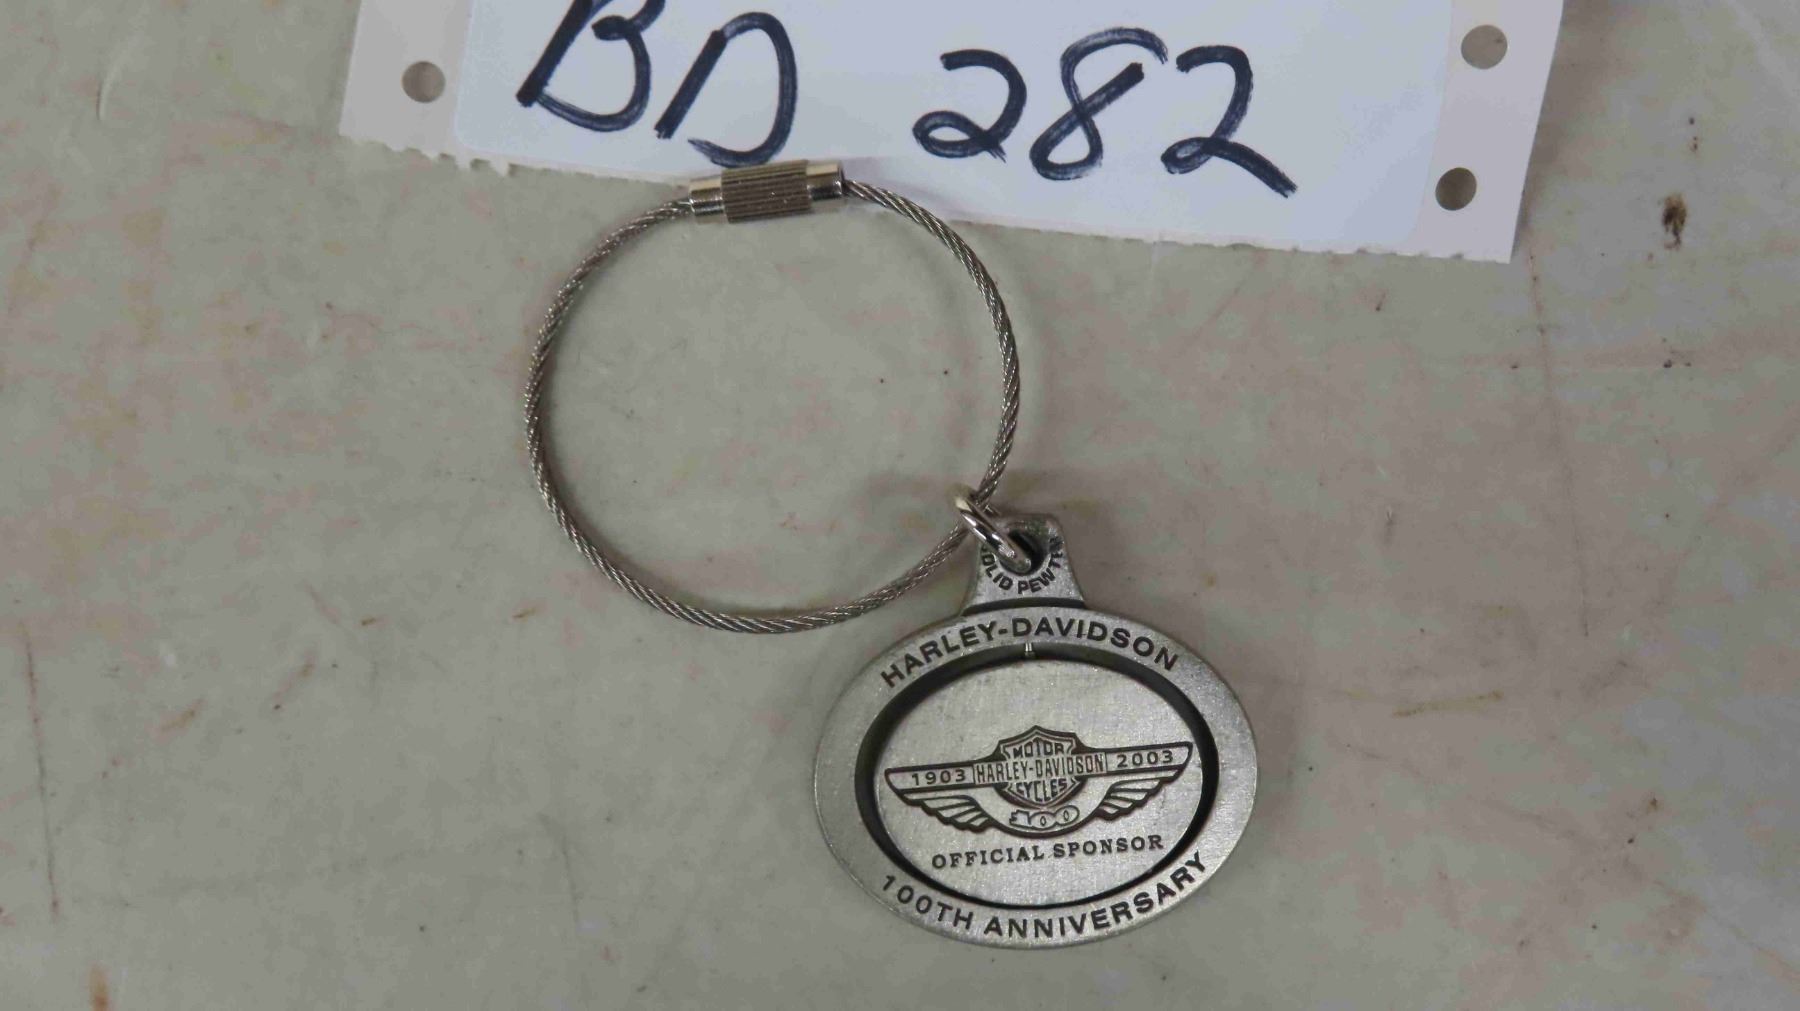 BD 282
SOLID PEWTER
HARLEY-DAVIDSON
MOTOR
1903 HARLEY-DAVIDSON 2003
CYCLES
100
OFFICIAL SPONSOR
100TH ANNIVERSARY